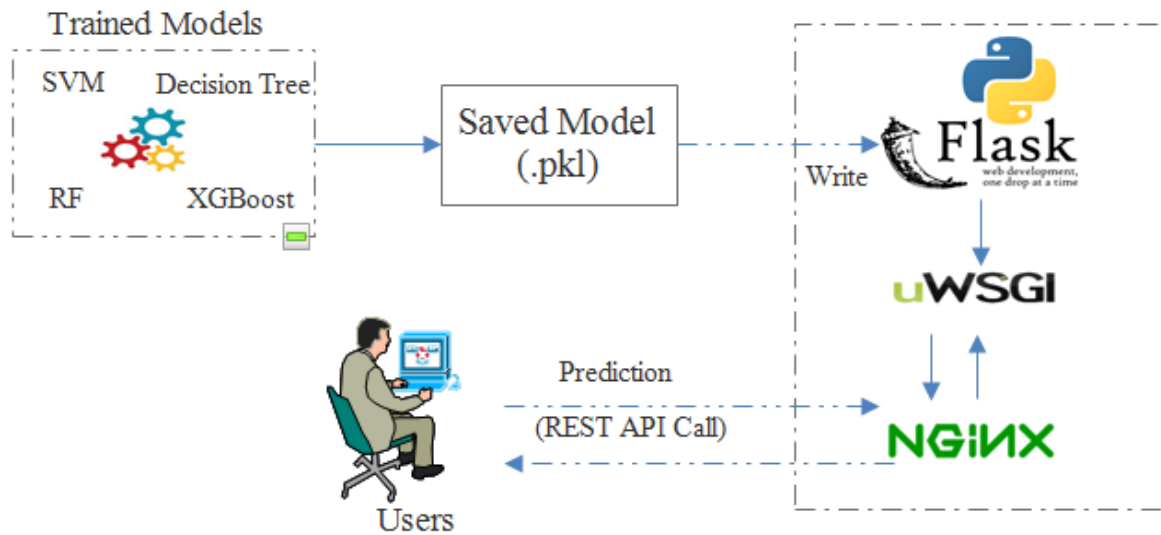 Trained Models
SVM
Decision Tree
RF
XGBoost
Saved Model
(.pkl)
Write
Flask
web development,
one drop at a time
uWSGI
Prediction
(REST API Call)
NGiNX
Users